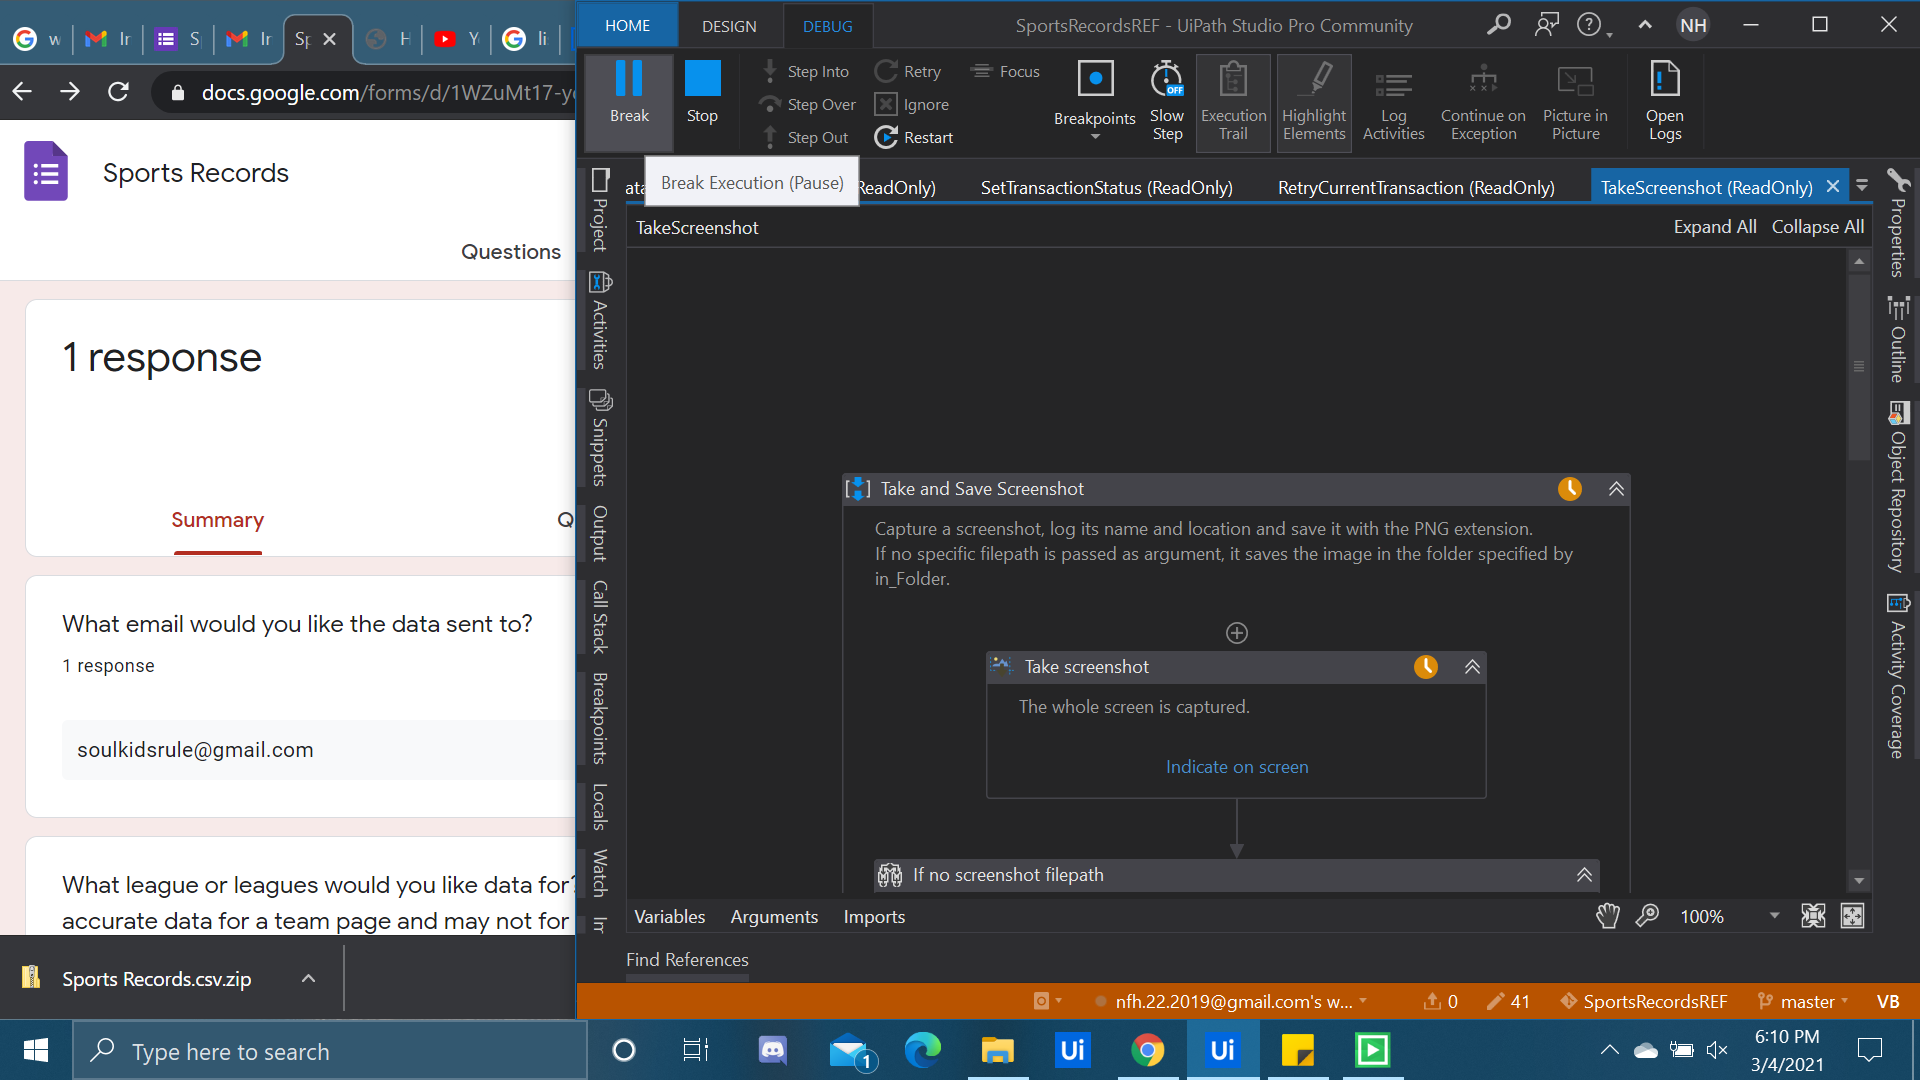 w
Ir
S
Ir
Sp
H
Y
li
docs.google.com/forms/d/1WZuMt17-y
Sports Records
Questions
1 response
Summary
Q
What email would you like the data sent to?
1 response
soulkidsrule@gmail.com
What league or leagues would you like data for?
accurate data for a team page and may not for
Sports Records.csv.zip
HOME
DESIGN
DEBUG
SportsRecordsREF - UiPath Studio Pro Community
NH
Break
Stop
Step Into
Step Over
Step Out
Retry
Ignore
Restart
Focus
Breakpoints
Slow Step
OFF
Execution Trail
Highlight Elements
Log Activities
Continue on Exception
Picture in Picture
Open Logs
Break Execution (Pause)
ata
ReadOnly)
SetTransactionStatus (ReadOnly)
RetryCurrentTransaction (ReadOnly)
TakeScreenshot (ReadOnly)
TakeScreenshot
Expand All
Collapse All
Project
Activities
Snippets
Output
Call Stack
Breakpoints
Locals
Watch
Im
Properties
Outline
Object Repository
Activity Coverage
Take and Save Screenshot
Capture a screenshot, log its name and location and save it with the PNG extension.
If no specific filepath is passed as argument, it saves the image in the folder specified by
in_Folder.
Take screenshot
The whole screen is captured.
Indicate on screen
If no screenshot filepath
Variables
Arguments
Imports
100%
Find References
nfh.22.2019@gmail.com's w...
0
41
SportsRecordsREF
master
VB
Type here to search
1
Ui
Ui
6:10 PM
3/4/2021